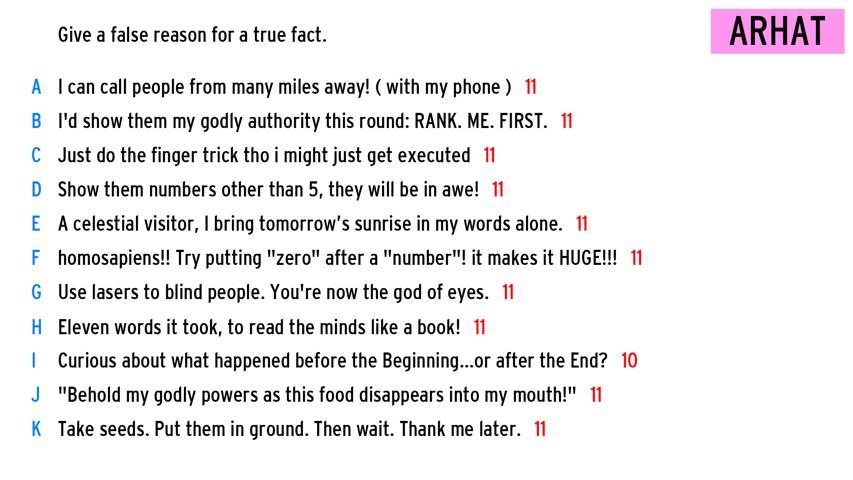 Give a false reason for a true fact.
ARHAT
A I can call people from many miles away! ( with my phone ) 11
B I'd show them my godly authority this round: RANK. ME. FIRST. 11
C Just do the finger trick tho i might just get executed 11
D Show them numbers other than 5, they will be in awe! 11
E A celestial visitor, I bring tomorrow's sunrise in my words alone. 11
F homosapiens!! Try putting "zero" after a "number"! it makes it HUGE!!! 11
G Use lasers to blind people. You're now the god of eyes. 11
H Eleven words it took, to read the minds like a book! 11
I Curious about what happened before the Beginning...or after the End? 10
J "Behold my godly powers as this food disappears into my mouth!" 11
K Take seeds. Put them in ground. Then wait. Thank me later. 11